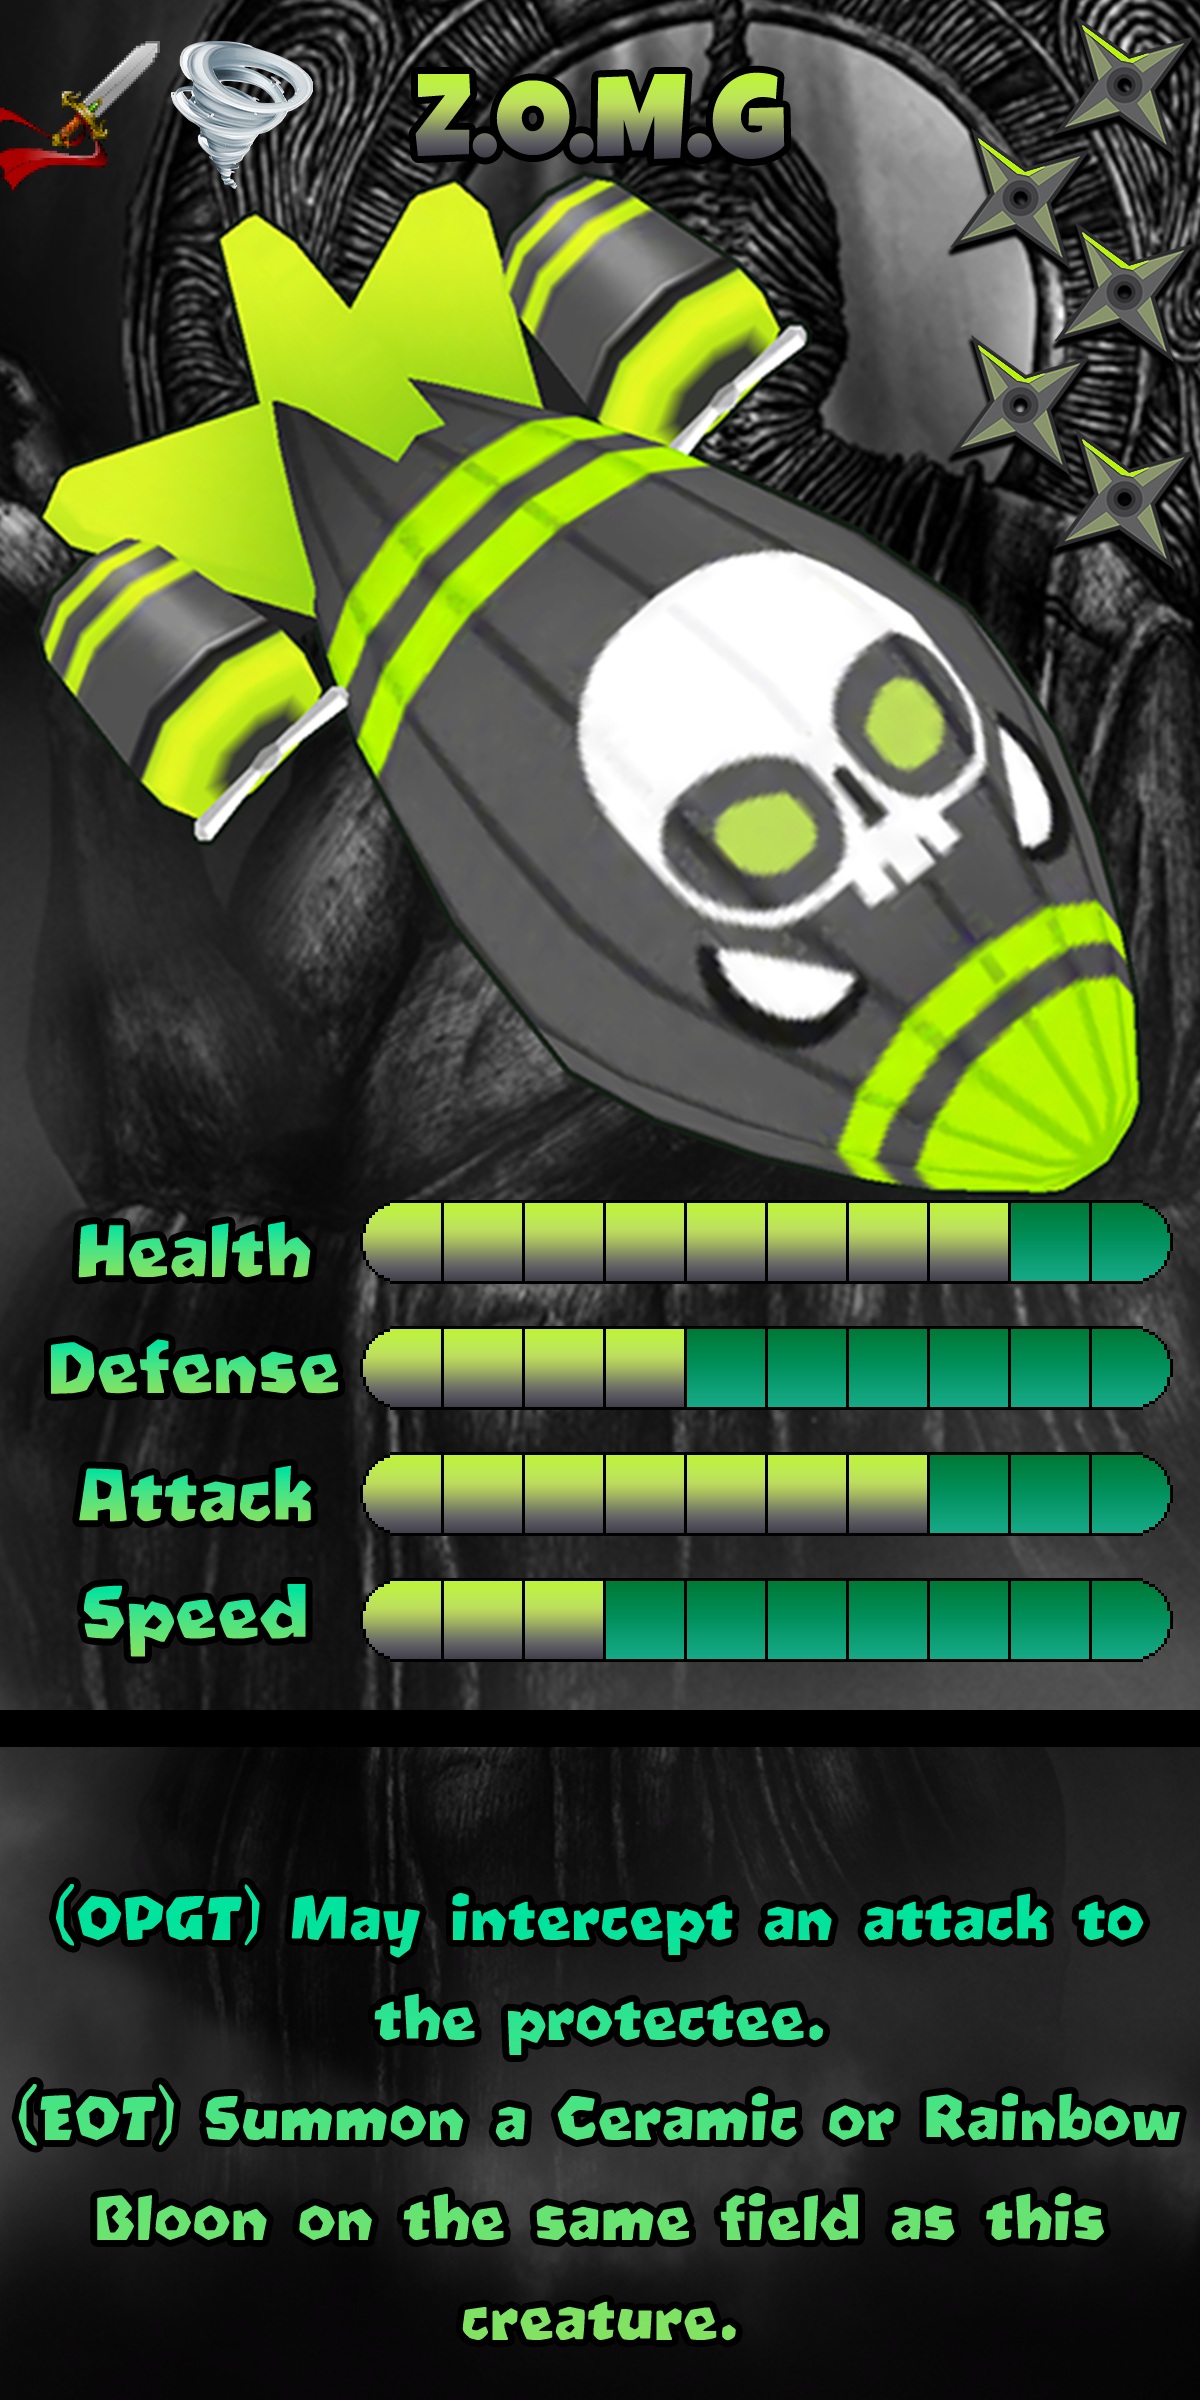 Z.O.M.G
Health
Defense
Attack
Speed
(OPGT) May intercept an attack to
the protectee.
(EOT) Summon a Ceramic or Rainbow
Bloon on the same field as this
creature.